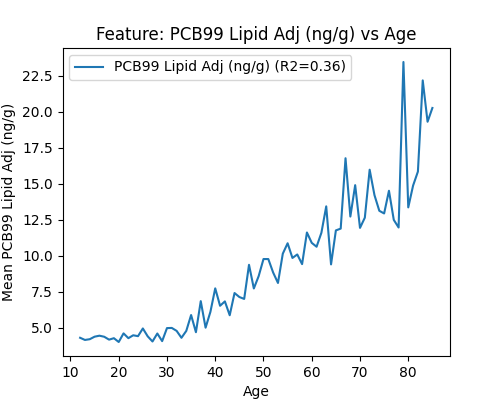 Feature: PCB99 Lipid Adj (ng/g) vs Age
PCB99 Lipid Adj (ng/g) (R2=0.36)
Mean PCB99 Lipid Adj (ng/g)
22.5
20.0
17.5
15.0
12.5
10.0
7.5
5.0
10 20 30 40 50 60 70 80
Age